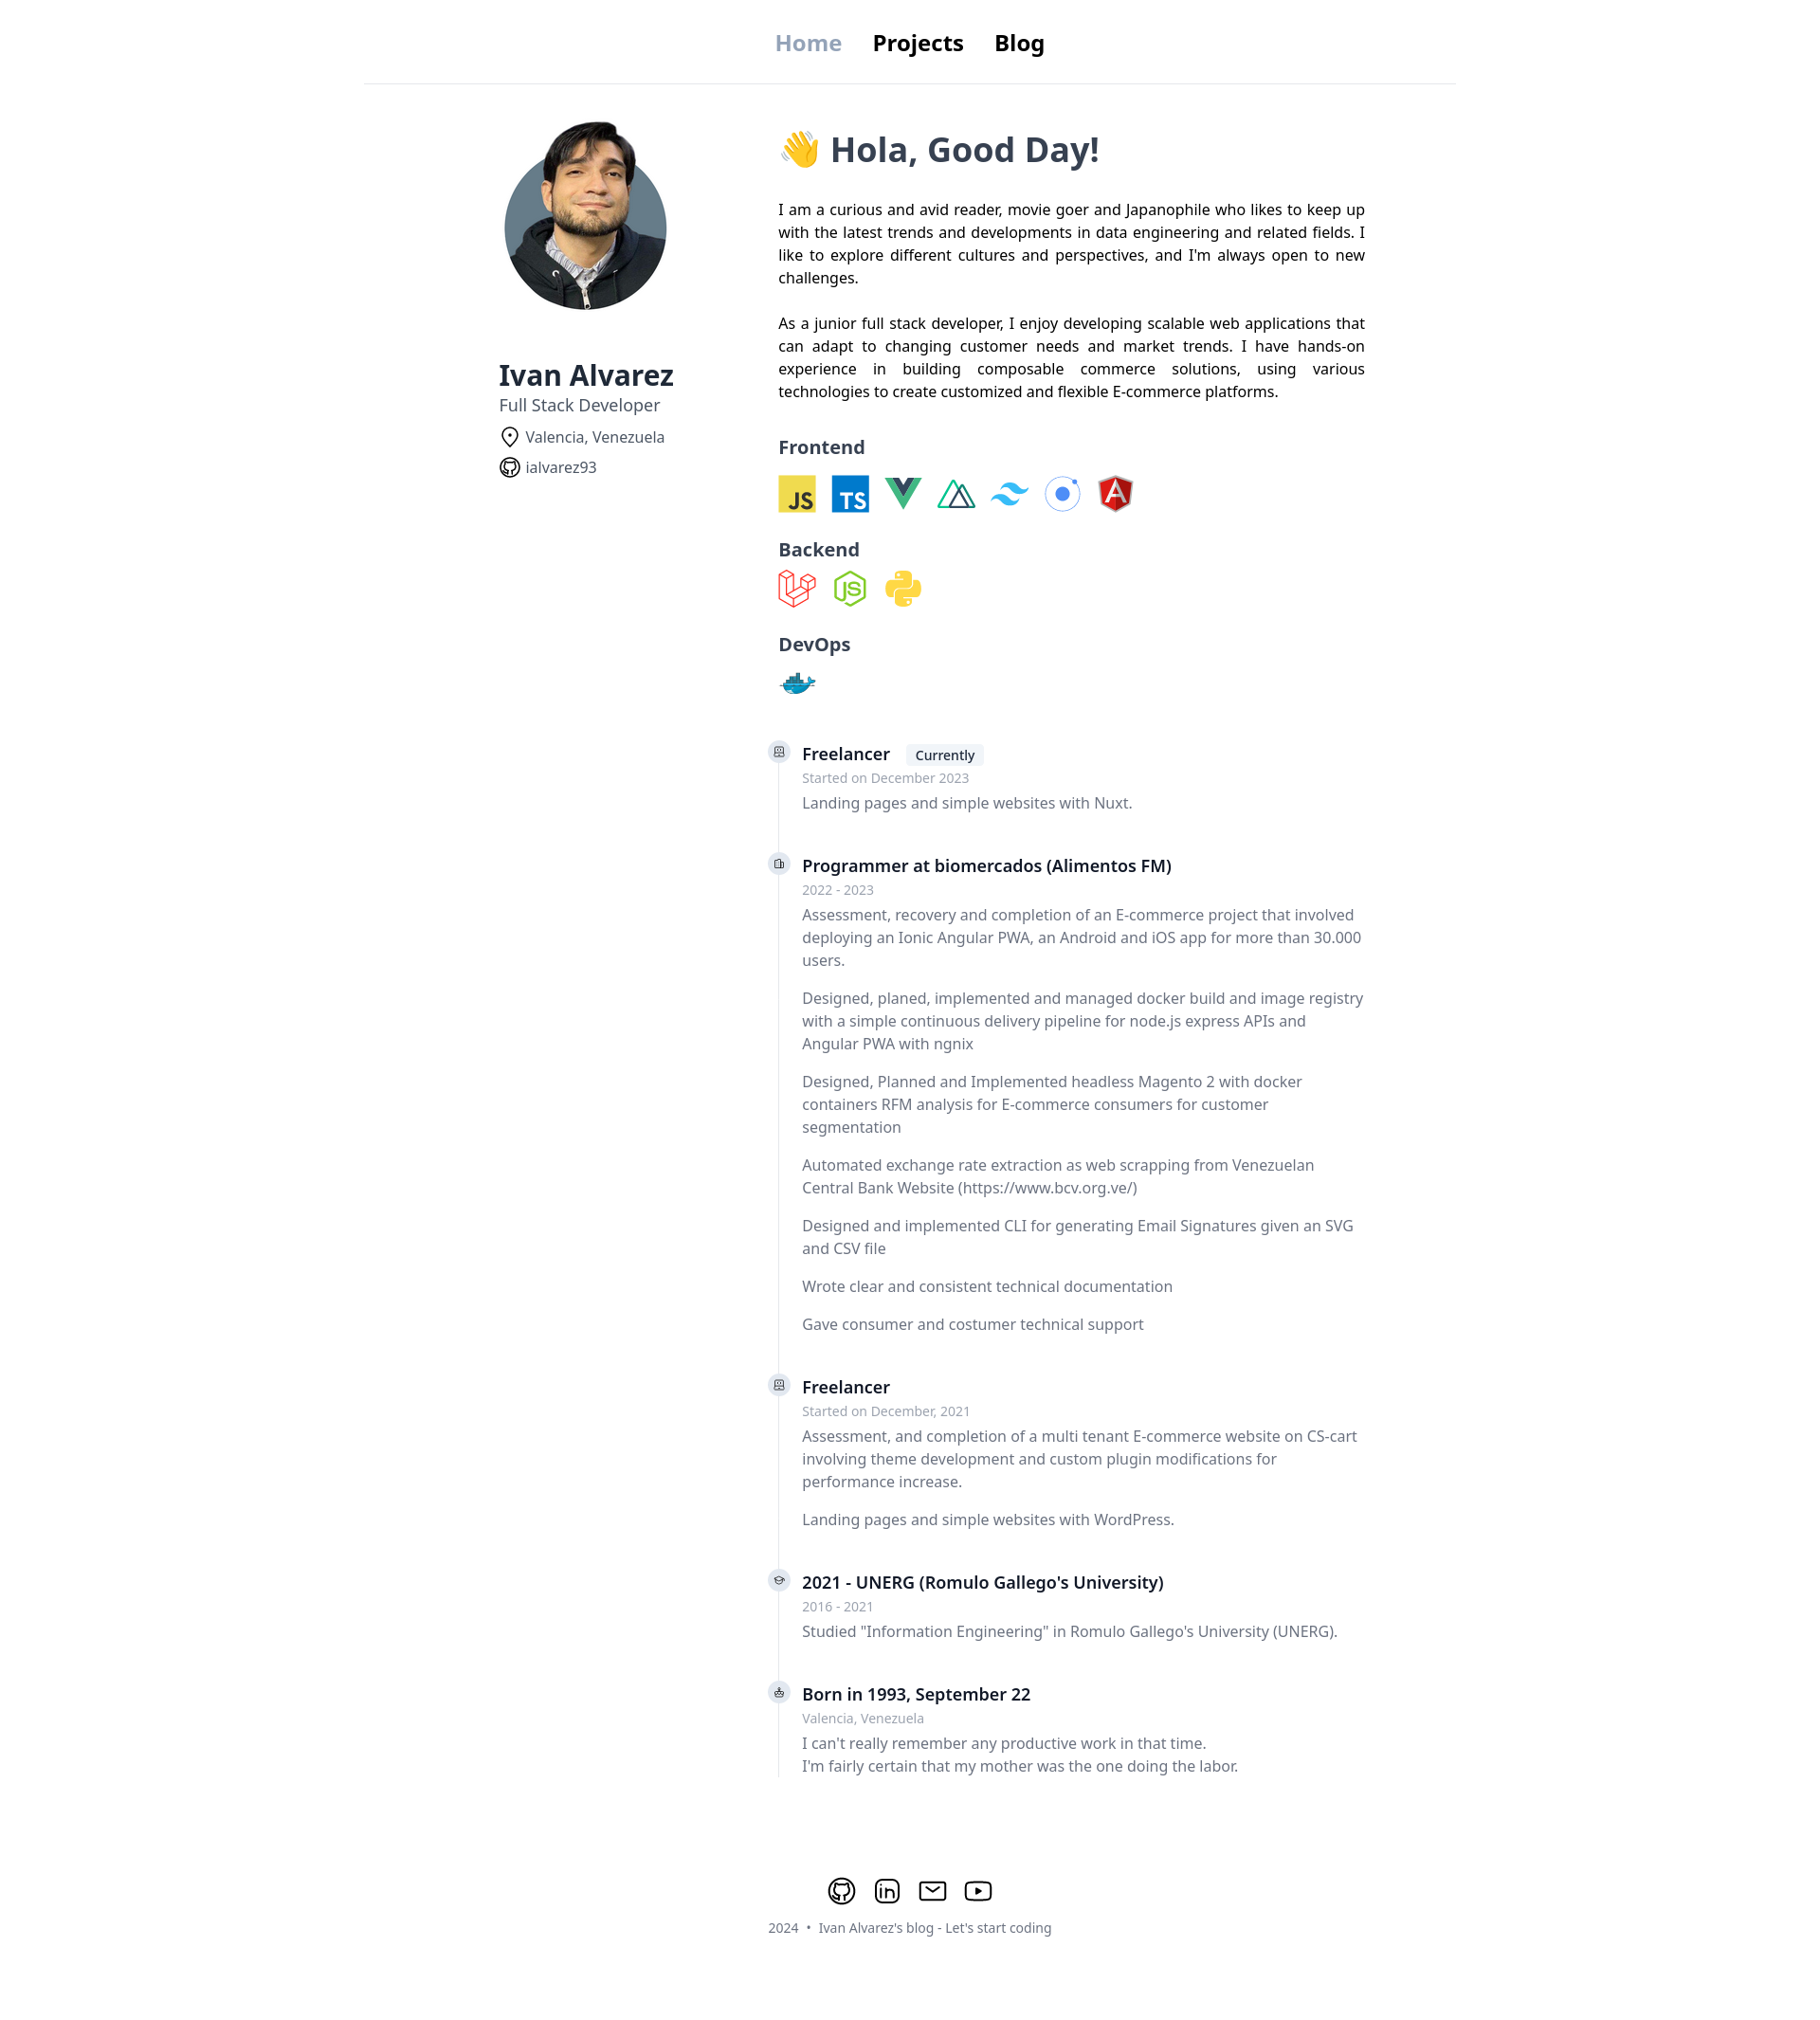 Home Projects Blog
👋 Hola, Good Day!
I am a curious and avid reader, movie goer and Japanophile who likes to keep up
with the latest trends and developments in data engineering and related fields. I
like to explore different cultures and perspectives, and I'm always open to new
challenges.
As a junior full stack developer, I enjoy developing scalable web applications that
can adapt to changing customer needs and market trends. I have hands-on
experience in building composable commerce solutions, using various
technologies to create customized and flexible E-commerce platforms.
Ivan Alvarez
Full Stack Developer
Valencia, Venezuela
ialvarez93
Frontend
JS TS
Backend
JS
DevOps
Freelancer Currently
Started on December 2023
Landing pages and simple websites with Nuxt.
Programmer at biomercados (Alimentos FM)
2022 - 2023
Assessment, recovery and completion of an E-commerce project that involved
deploying an Ionic Angular PWA, an Android and iOS app for more than 30.000
users.
Designed, planed, implemented and managed docker build and image registry
with a simple continuous delivery pipeline for node.js express APIs and
Angular PWA with ngnix
Designed, Planned and Implemented headless Magento 2 with docker
containers RFM analysis for E-commerce consumers for customer
segmentation
Automated exchange rate extraction as web scrapping from Venezuelan
Central Bank Website (https://www.bcv.org.ve/)
Designed and implemented CLI for generating Email Signatures given an SVG
and CSV file
Wrote clear and consistent technical documentation
Gave consumer and costumer technical support
Freelancer
Started on December, 2021
Assessment, and completion of a multi tenant E-commerce website on CS-cart
involving theme development and custom plugin modifications for
performance increase.
Landing pages and simple websites with WordPress.
2021 - UNERG (Romulo Gallego's University)
2016 - 2021
Studied "Information Engineering" in Romulo Gallego's University (UNERG).
Born in 1993, September 22
Valencia, Venezuela
I can't really remember any productive work in that time.
I'm fairly certain that my mother was the one doing the labor.
2024 • Ivan Alvarez's blog - Let's start coding